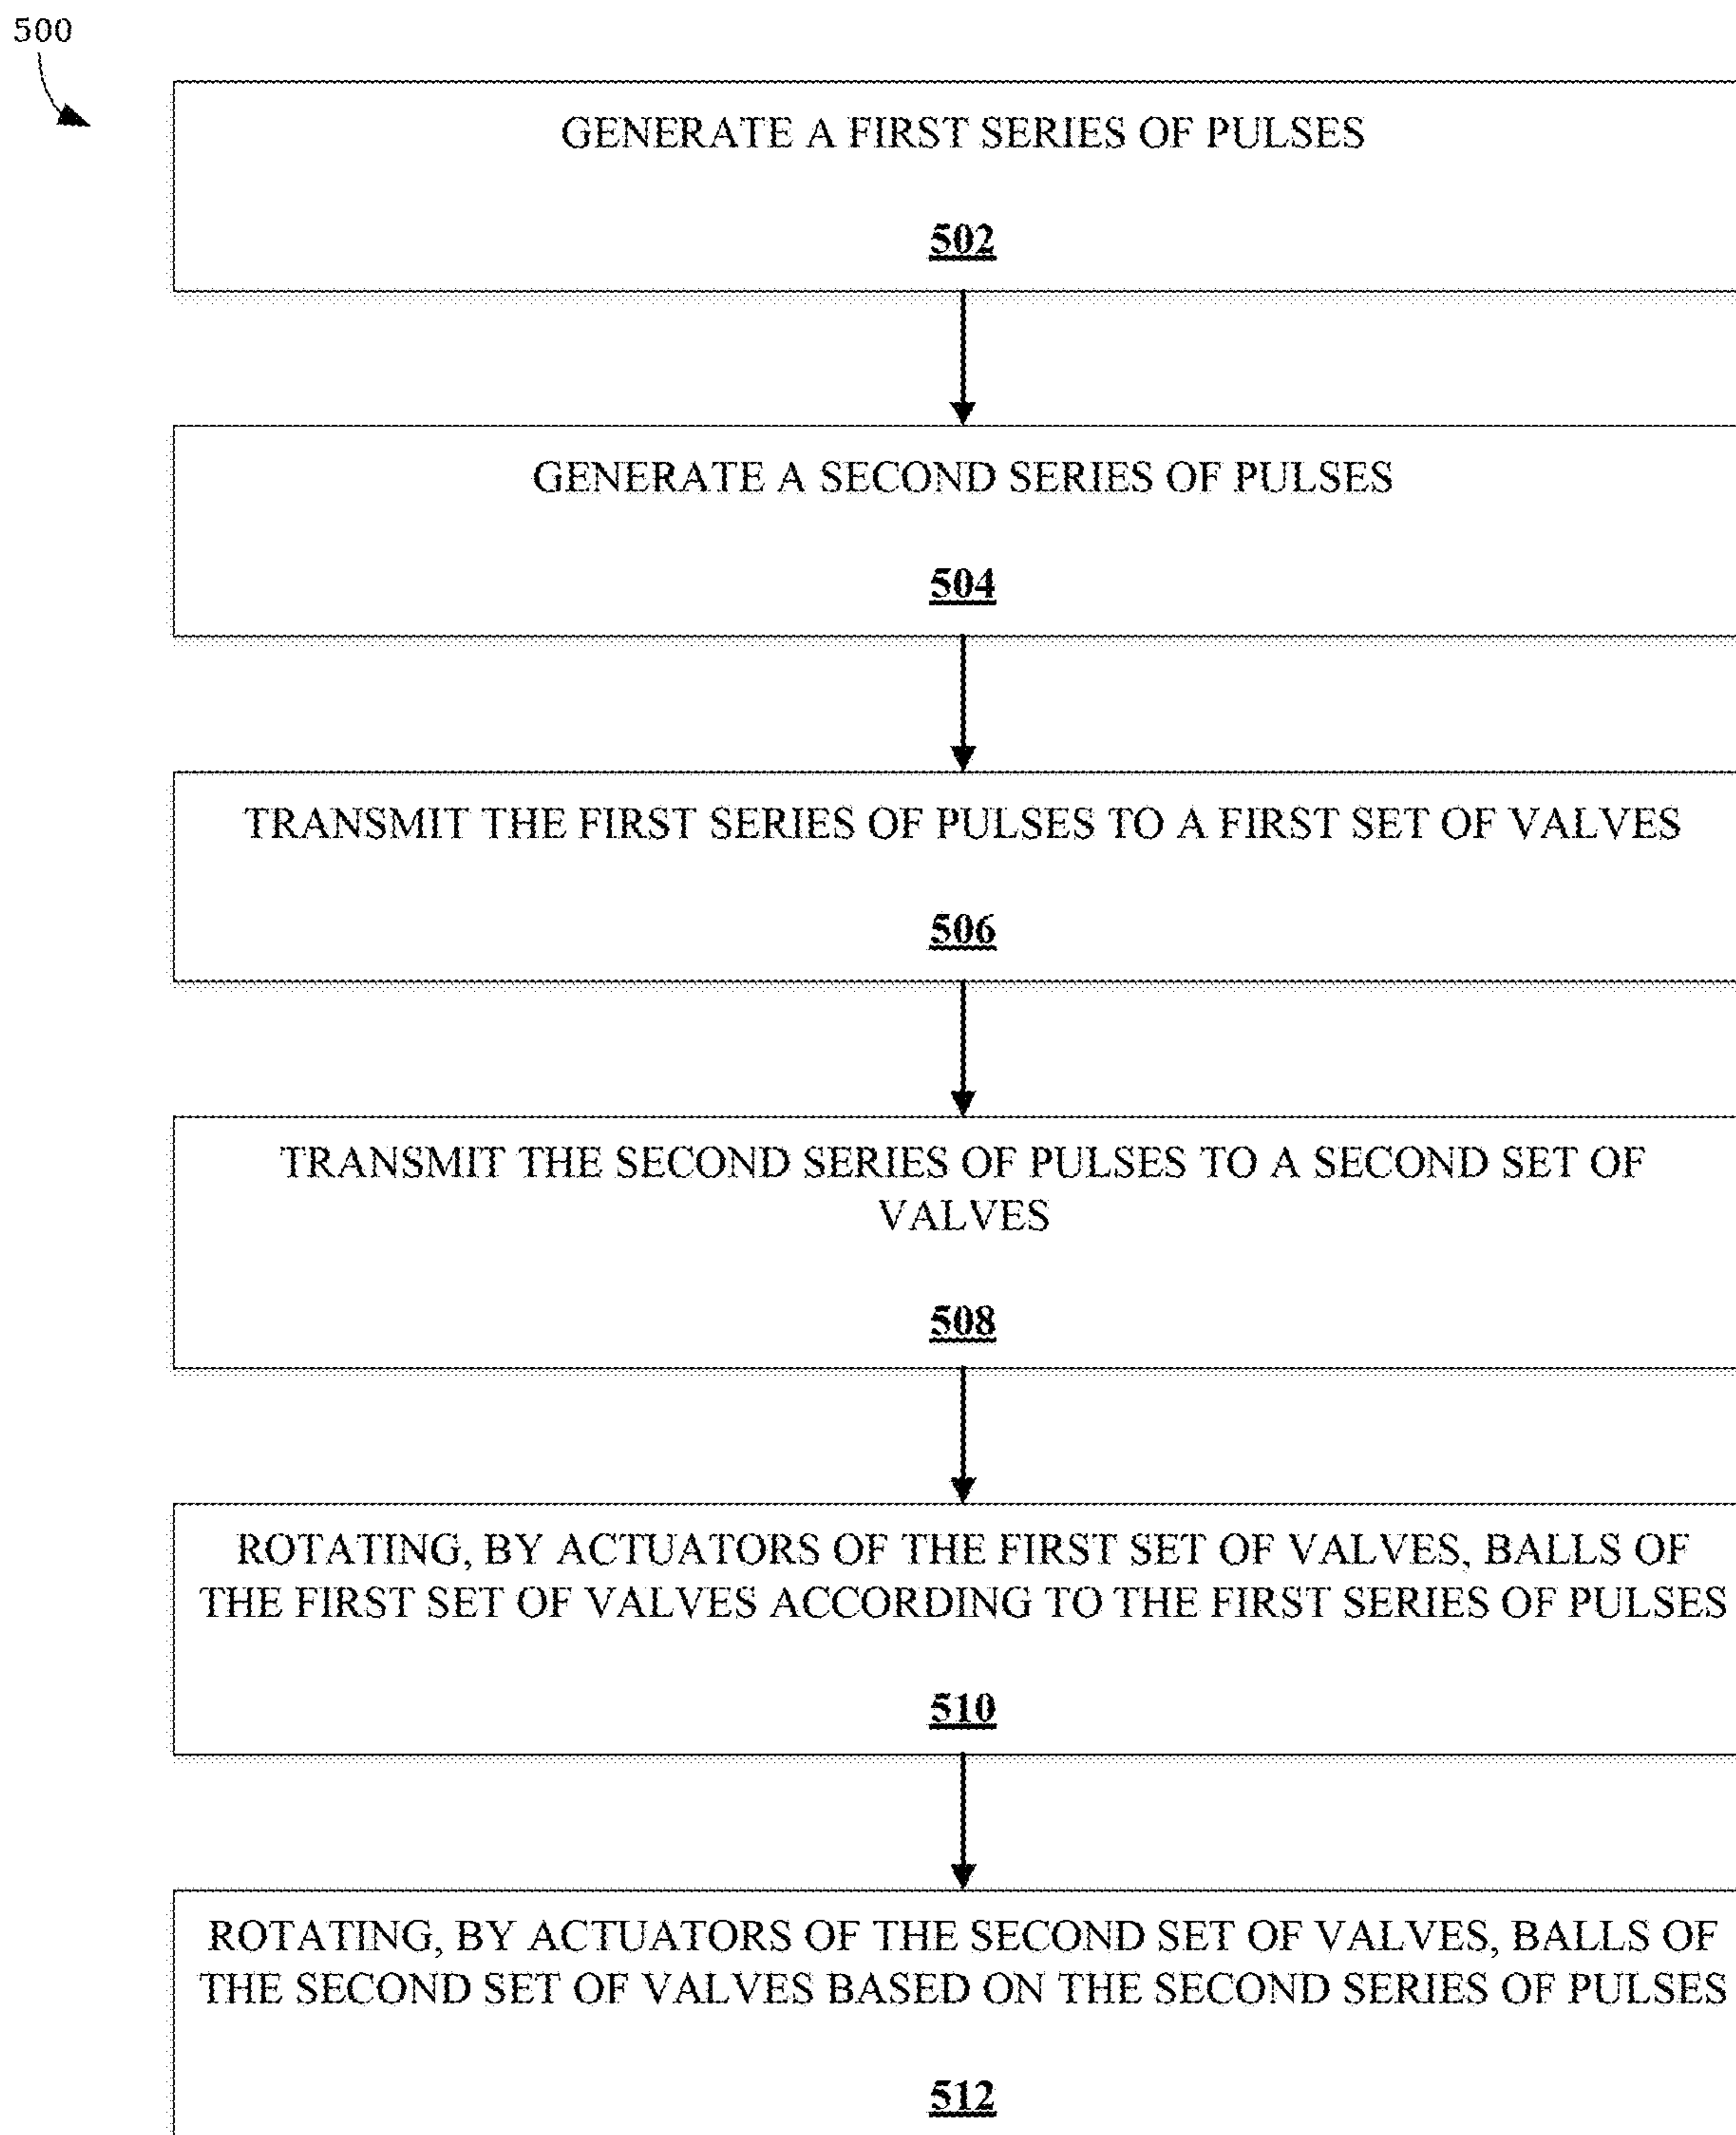 500
GENERATE A FIRST SERIES OF PULSES
502
GENERATE A SECOND SERIES OF PULSES
504
TRANSMIT THE FIRST SERIES OF PULSES TO A FIRST SET OF VALVES
506
TRANSMIT THE SECOND SERIES OF PULSES TO A SECOND SET OF
VALVES
508
ROTATING, BY ACTUATORS OF THE FIRST SET OF VALVES, BALLS OF
THE FIRST SET OF VALVES ACCORDING TO THE FIRST SERIES OF PULSES
510
ROTATING, BY ACTUATORS OF THE SECOND SET OF VALVES, BALLS OF
THE SECOND SET OF VALVES BASED ON THE SECOND SERIES OF PULSES
512